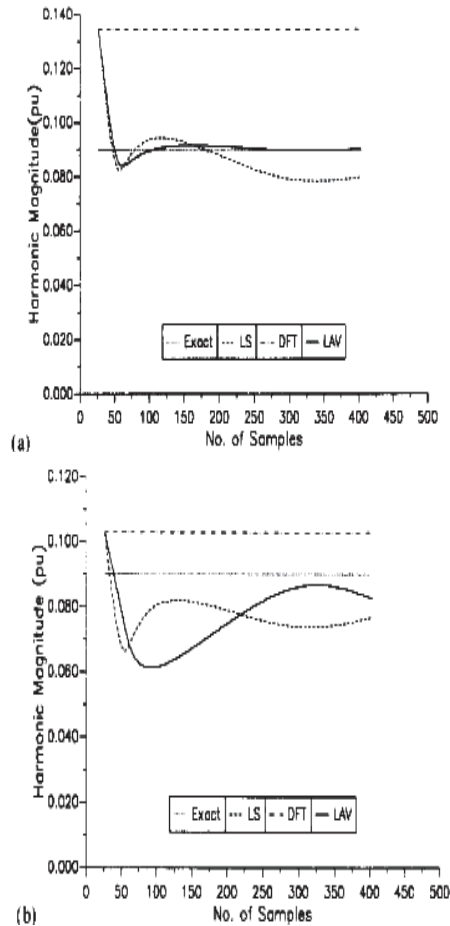 0.140
0.120
0.100
0.080
0.060
0.040
0.020
0.000
Harmonic Magnitude(pu)
Exact LS DFT LAV
0 50 100 150 200 250 300 350 400 450 500
No. of Samples
(a)
0.120
0.100
0.080
0.060
0.040
0.020
0.000
Harmonic Magnitude (pu)
Exact LS DFT LAV
0 50 100 150 200 250 300 350 400 450 500
No. of Samples
(b)